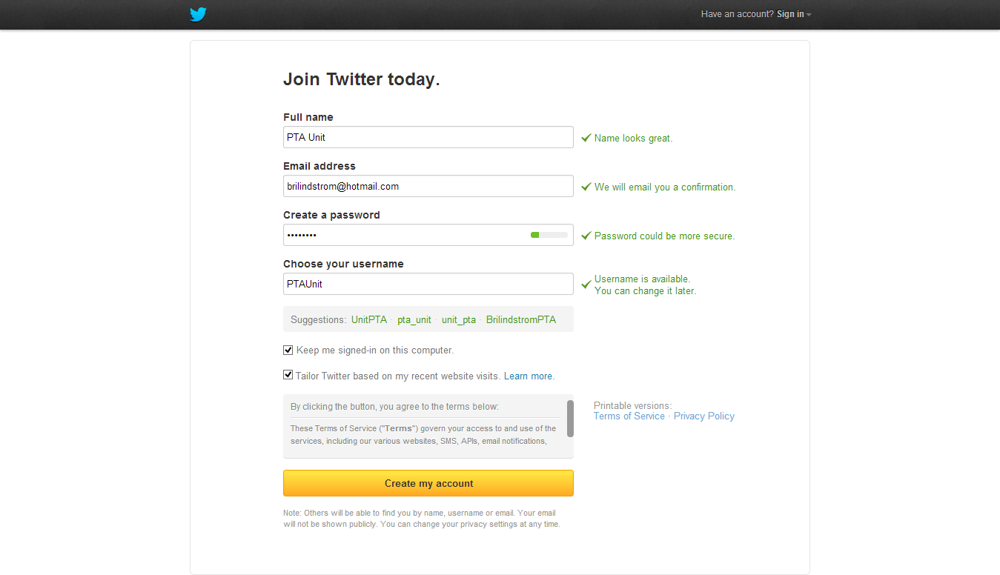 Have an account? Sign in
Join Twitter today.
Full name
PTA Unit
Name looks great.
Email address
brilindstrom@hotmail.com
We will email you a confirmation.
Create a password
••••••••
Password could be more secure.
Choose your username
PTAUnit
Username is available.
You can change it later.
Suggestions: UnitPTA · pta_unit · unit_pta · BrilindstromPTA
Keep me signed-in on this computer.
Tailor Twitter based on my recent website visits. Learn more.
By clicking the button, you agree to the terms below:
These Terms of Service ("Terms") govern your access to and use of the
services, including our various websites, SMS, APIs, email notifications,
Printable versions:
Terms of Service · Privacy Policy
Create my account
Note: Others will be able to find you by name, username or email. Your email
will not be shown publicly. You can change your privacy settings at any time.